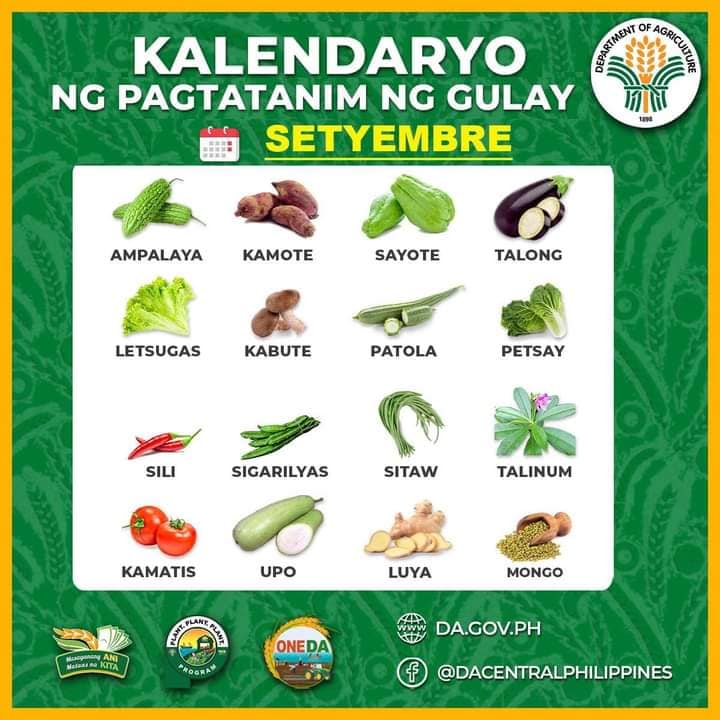 KALENDARYO
NG PAGTATANIM NG GULAY
SETYEMBRE
DEPARTMENT OF AGRICULTURE
1898
AMPALAYA KAMOTE SAYOTE TALONG
LETSUGAS KABUTE PATOLA PETSAY
SILI SIGARILYAS SITAW TALINUM
KAMATIS UPO LUYA MONGO
Masaganang ANI
Mataas na KITA
PLANT, PLANT, PLANT
PROGRAM
ONEDA
DA.GOV.PH
@DACENTRALPHILIPPINES